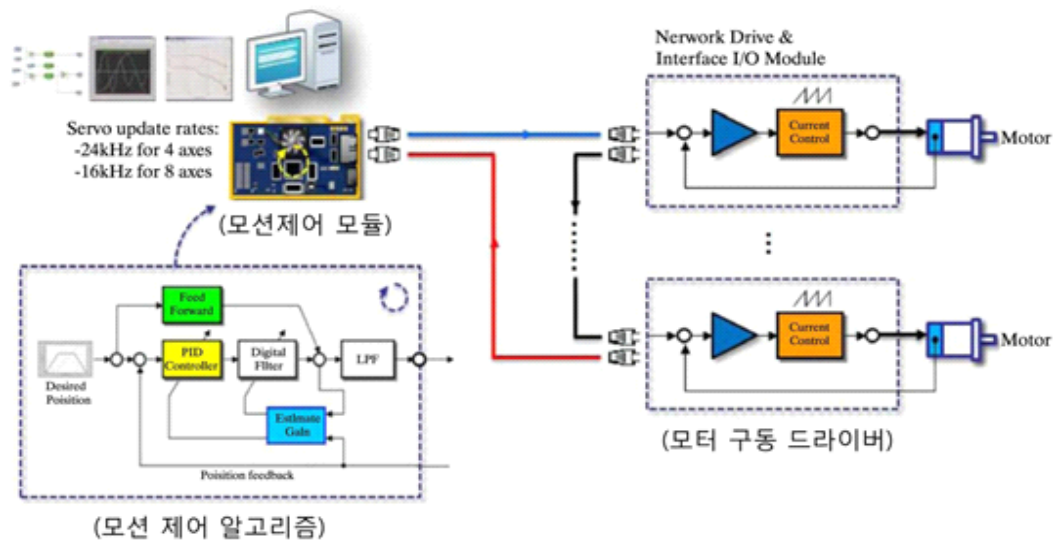 Nerwork Drive &
Interface I/O Module
Servo update rates:
-24kHz for 4 axes
-16kHz for 8 axes
(모션제어 모듈)
Current
Control
Motor
Feed
Forward
PID
Controller
Digital
Filter
LPF
Desired
Poisition
Estimate
Gain
Poisition feedback
(모션 제어 알고리즘)
Current
Control
Motor
(모터 구동 드라이버)